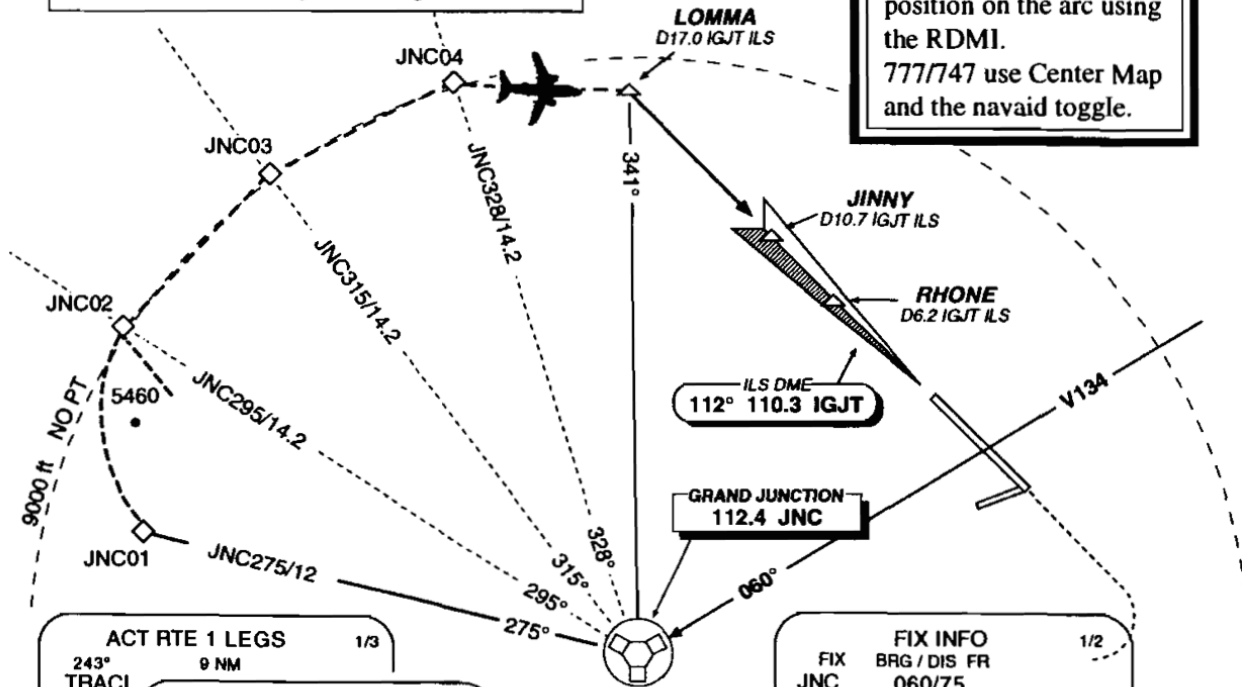 position on the arc using
the RDMI.
777/747 use Center Map
and the navaid toggle.
LOMMA
D17.0 IGJT ILS
JNC04
JNC03
341°
JNC328/14.2
JINNY
D10.7 IGJT ILS
JNC315/14.2
RHONE
D6.2 IGJT ILS
JNC02
5460
NO PT
9000 ft
JNC295/14.2
ILS DME
112° 110.3 IGJT
V134
GRAND JUNCTION
112.4 JNC
JNC01
JNC275/12
328°
315°
295°
275°
060°
ACT RTE 1 LEGS 1/3
243° 9 NM
TRACI
FIX INFO 1/2
FIX BRG / DIS FR
JNC 060/75